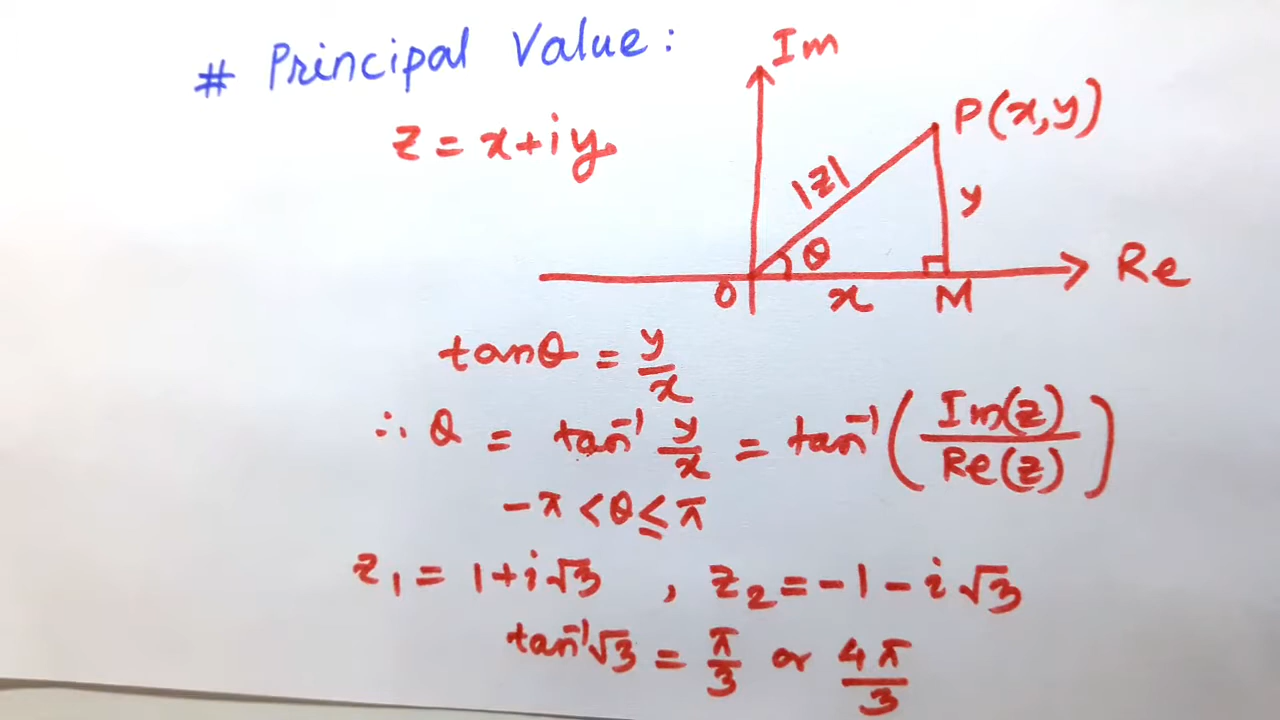 # Principal Value:
Im
P(x,y)
z = x+iy
|z|
y
θ
Re
O
x
M
tanθ = y/x
∴ θ = tan⁻¹ y/x = tan⁻¹(Im(z)/Re(z))
-π < θ ≤ π
z₁ = 1+i√3 , z₂ = -1-i√3
tan⁻¹√3 = π/3 or 4π/3